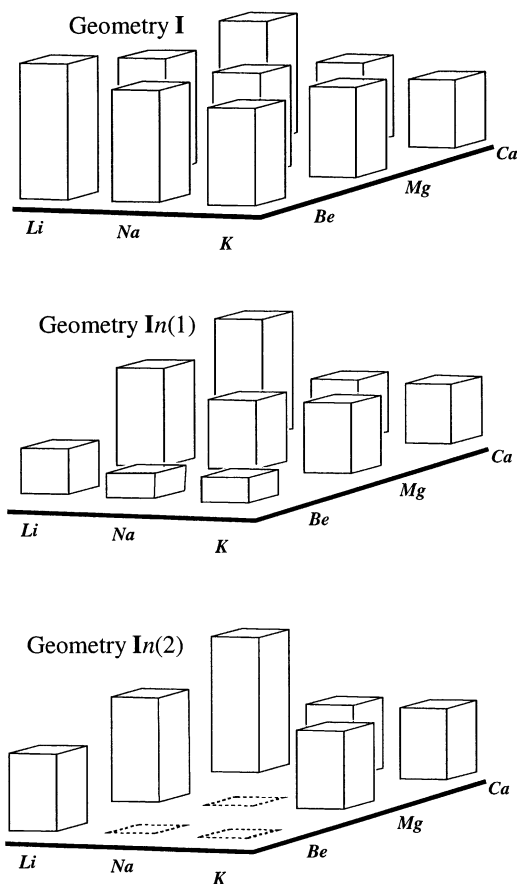 Geometry I
Li
Na
K
Be
Mg
Ca
Geometry In(1)
Li
Na
K
Be
Mg
Ca
Geometry In(2)
Li
Na
K
Be
Mg
Ca